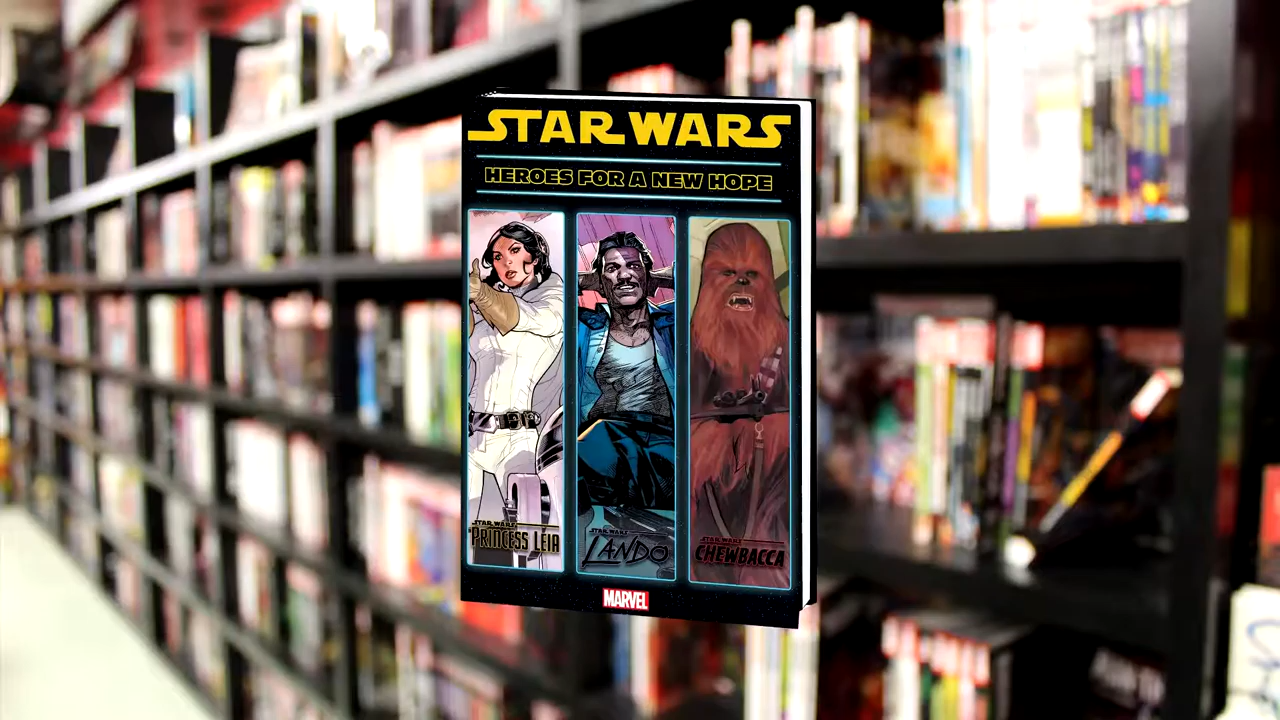 STAR WARS
HEROES FOR A NEW HOPE
STAR WARS
PRINCESS LEIA
STAR WARS
LANDO
STAR WARS
CHEWBACCA
MARVEL